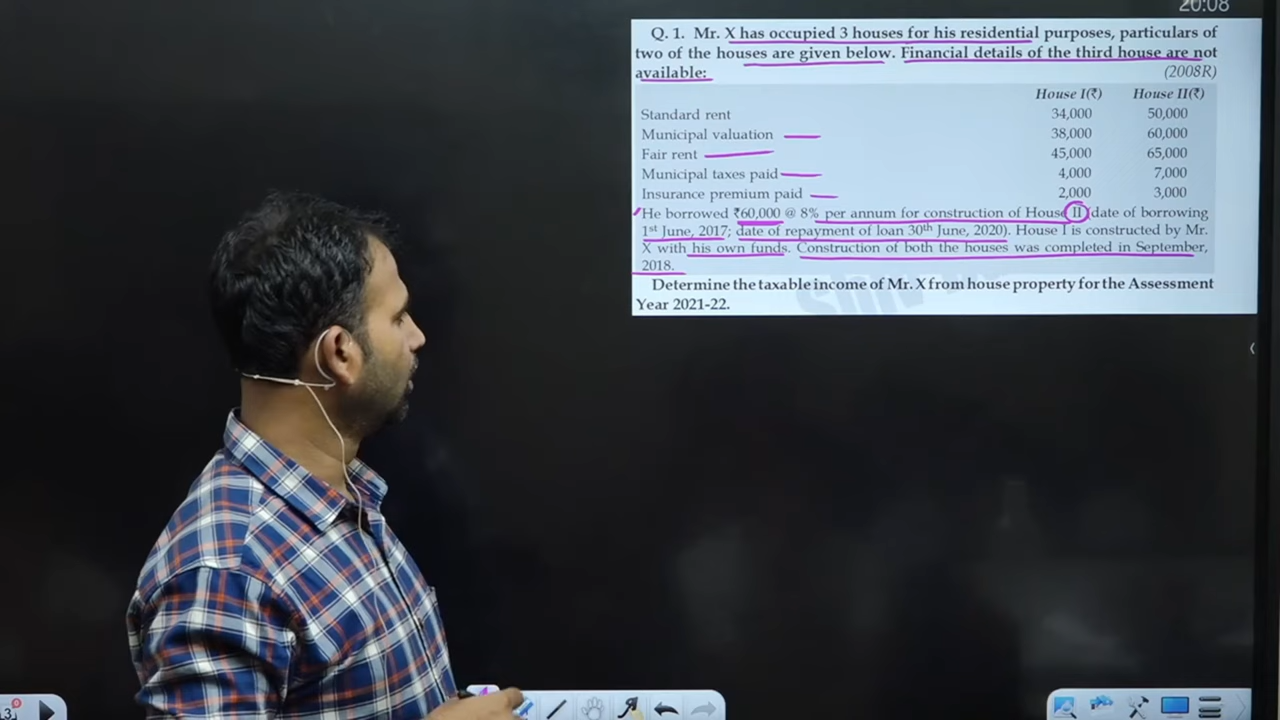 20:08
Q. 1. Mr. X has occupied 3 houses for his residential purposes, particulars of
two of the houses are given below. Financial details of the third house are not
available: (2008R)
House I(₹) House II(₹)
Standard rent 34,000 50,000
Municipal valuation 38,000 60,000
Fair rent 45,000 65,000
Municipal taxes paid 4,000 7,000
Insurance premium paid 2,000 3,000
He borrowed ₹60,000 @ 8% per annum for construction of House II (date of borrowing
1st June, 2017; date of repayment of loan 30th June, 2020). House I is constructed by Mr.
X with his own funds. Construction of both the houses was completed in September,
2018.
Determine the taxable income of Mr. X from house property for the Assessment
Year 2021-22.